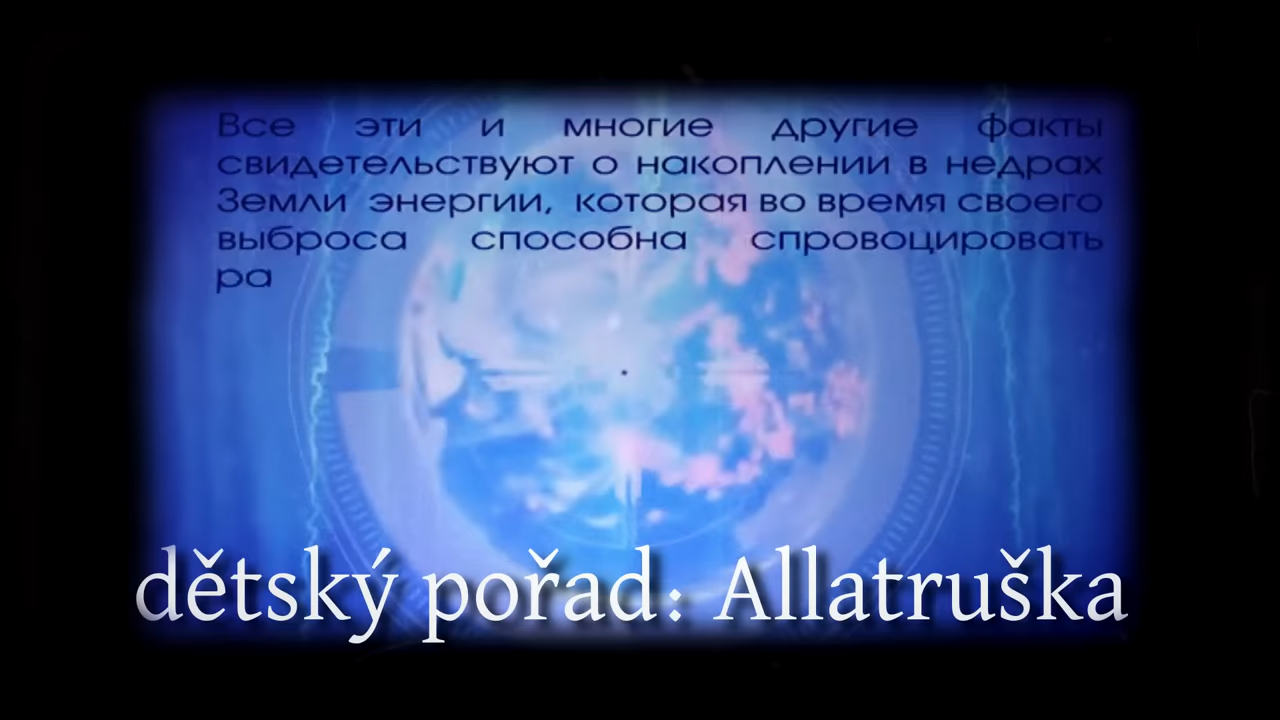 Все эти и многие другие факты
свидетельствуют о накоплении в недрах
Земли энергии, которая во время своего
выброса способна спровоцировать
ра
dětský pořad: Allatruška